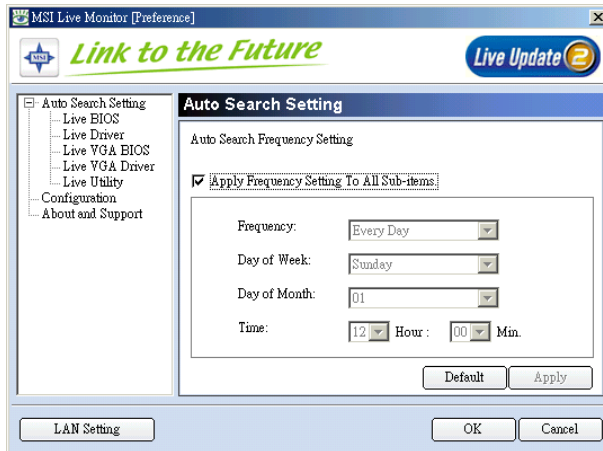 MSI Live Monitor [Preference]
MSI
Link to the Future
Live Update 2
Auto Search Setting
Live BIOS
Live Driver
Live VGA BIOS
Live VGA Driver
Live Utility
Configuration
About and Support
Auto Search Setting
Auto Search Frequency Setting
Apply Frequency Setting To All Sub-items.
Frequency: Every Day
Day of Week: Sunday
Day of Month: 01
Time: 12 Hour : 00 Min.
Default Apply
LAN Setting OK Cancel